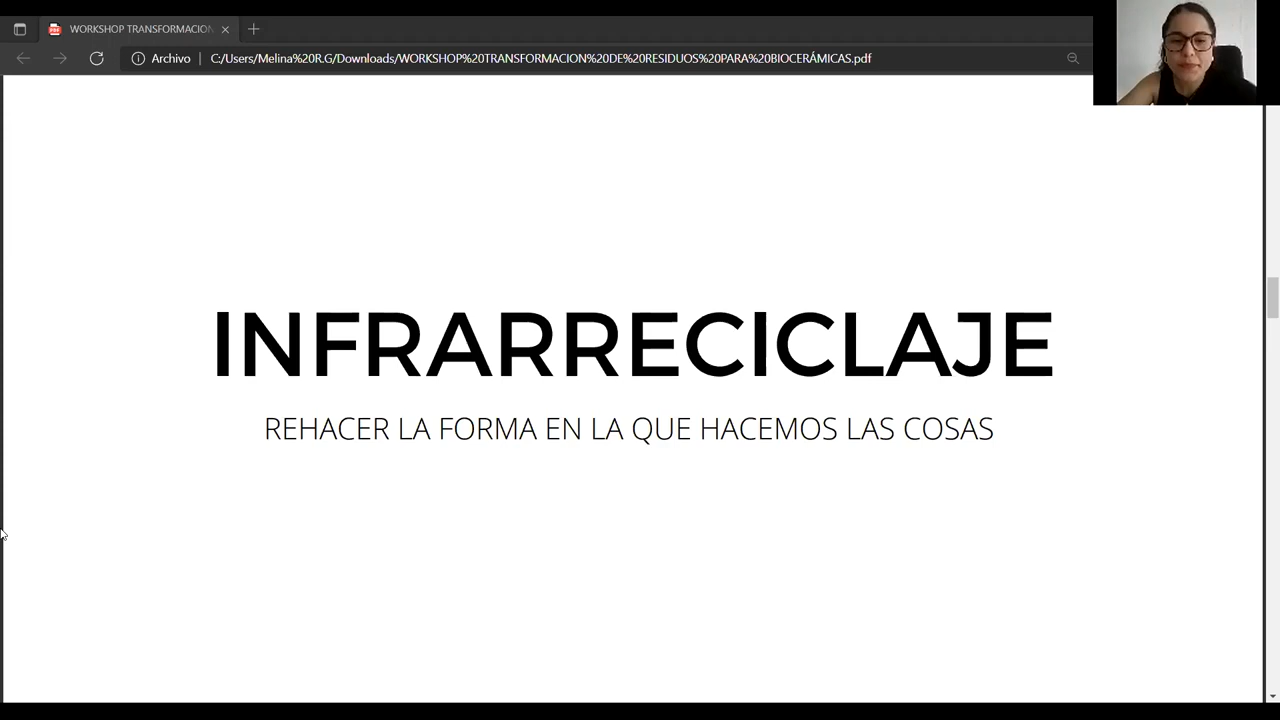 WORKSHOP TRANSFORMACION
Archivo
C:/Users/Melina%20R.G/Downloads/WORKSHOP%20TRANSFORMACION%20DE%20RESIDUOS%20PARA%20BIOCERÁMICAS.pdf
INFRARRECICLAJE
REHACER LA FORMA EN LA QUE HACEMOS LAS COSAS